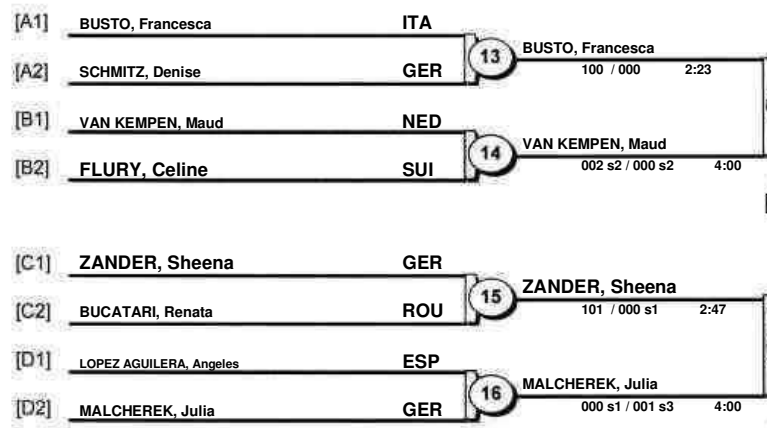 [A1] BUSTO, Francesca ITA
[A2] SCHMITZ, Denise GER
13 BUSTO, Francesca
100 / 000 2:23
[B1] VAN KEMPEN, Maud NED
[B2] FLURY, Celine SUI
14 VAN KEMPEN, Maud
002 s2 / 000 s2 4:00
[C1] ZANDER, Sheena GER
[C2] BUCATARI, Renata ROU
15 ZANDER, Sheena
101 / 000 s1 2:47
[D1] LOPEZ AGUILERA, Angeles ESP
[D2] MALCHEREK, Julia GER
16 MALCHEREK, Julia
000 s1 / 001 s3 4:00